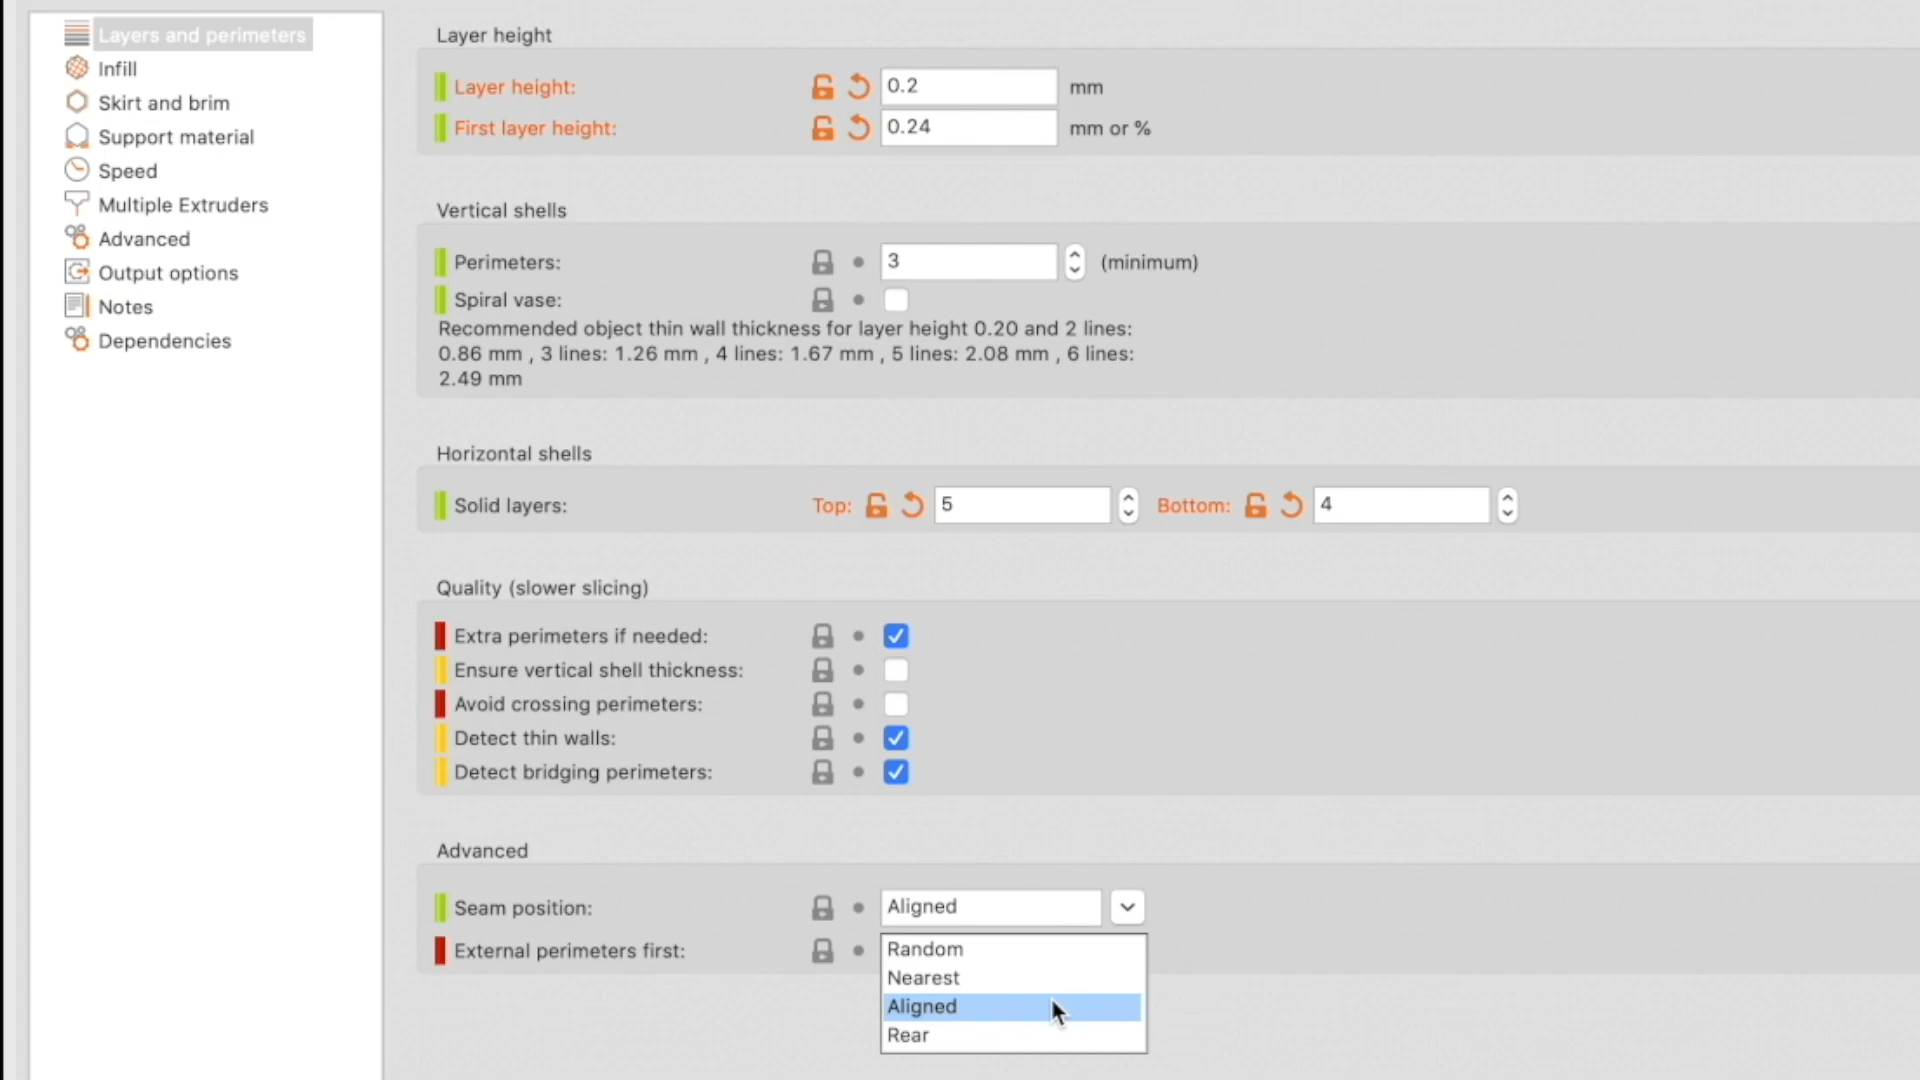 Layers and perimeters
Infill
Skirt and brim
Support material
Speed
Multiple Extruders
Advanced
Output options
Notes
Dependencies
Layer height
Layer height: 0.2 mm
First layer height: 0.24 mm or %
Vertical shells
Perimeters: 3 (minimum)
Spiral vase:
Recommended object thin wall thickness for layer height 0.20 and 2 lines:
0.86 mm , 3 lines: 1.26 mm , 4 lines: 1.67 mm , 5 lines: 2.08 mm , 6 lines:
2.49 mm
Horizontal shells
Solid layers: Top: 5 Bottom: 4
Quality (slower slicing)
Extra perimeters if needed:
Ensure vertical shell thickness:
Avoid crossing perimeters:
Detect thin walls:
Detect bridging perimeters:
Advanced
Seam position: Aligned
External perimeters first:
Random
Nearest
Aligned
Rear